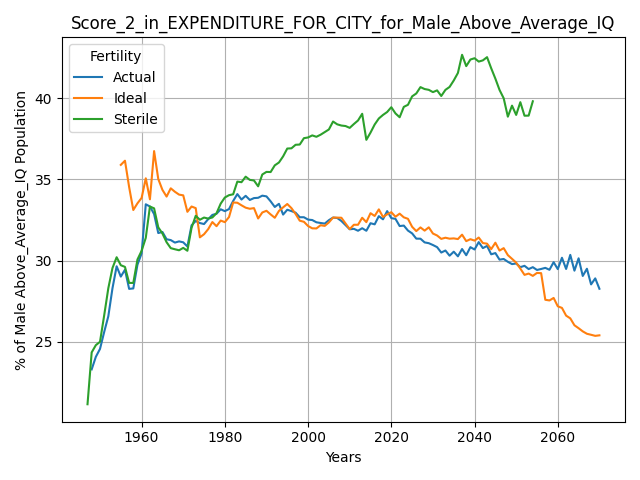 Score_2_in_EXPENDITURE_FOR_CITY_for_Male_Above_Average_IQ
Fertility
Actual
Ideal
Sterile
% of Male Above_Average_IQ Population
40
35
30
25
1960
1980
2000
2020
2040
2060
Years